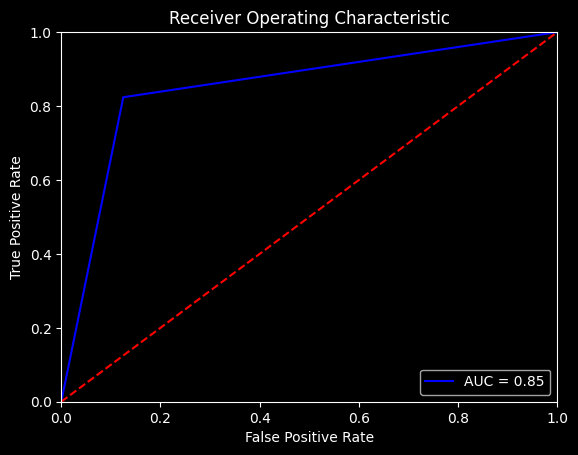 Receiver Operating Characteristic
1.0
0.8
0.6
0.4
0.2
0.0
True Positive Rate
AUC = 0.85
0.0 0.2 0.4 0.6 0.8 1.0
False Positive Rate